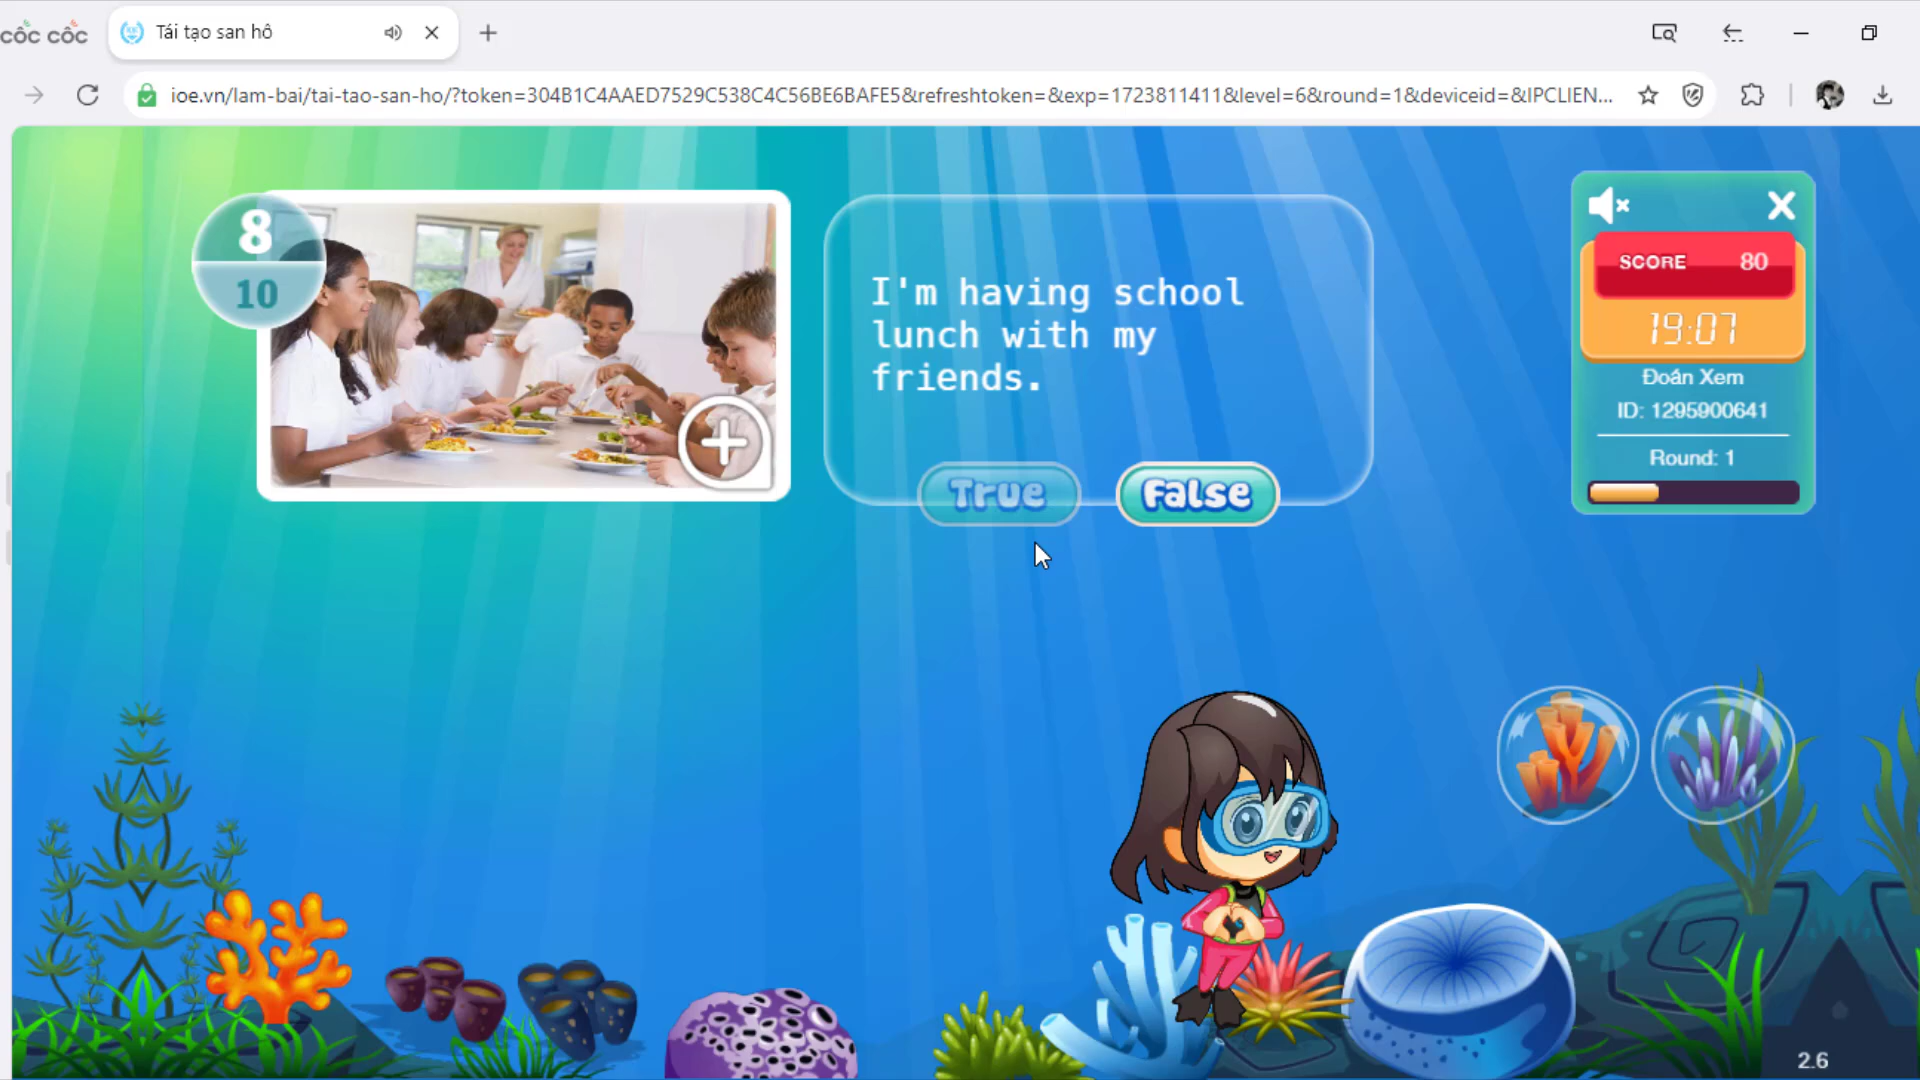 cốc cốc
Tái tạo san hô
ioe.vn/lam-bai/tai-tao-san-ho/?token=304B1C4AAED7529C538C4C56BE6BAFE5&refreshtoken=&exp=1723811411&level=6&round=1&deviceid=&IPCLIEN...
8
10
I'm having school
lunch with my
friends.
True
False
SCORE 80
19:07
Đoán Xem
ID: 1295900641
Round: 1
2.6